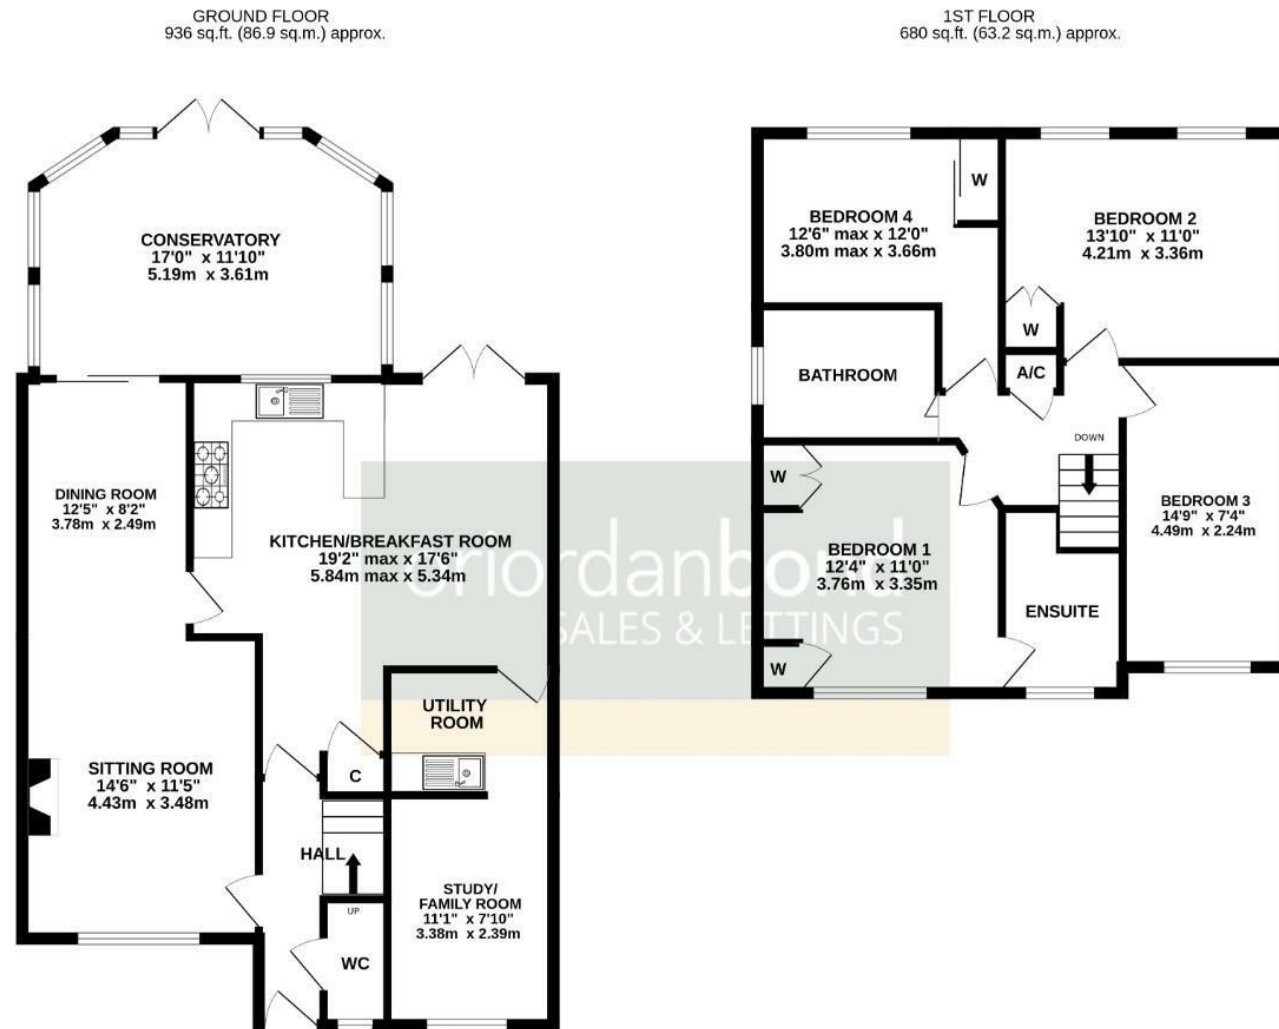 GROUND FLOOR
936 sq.ft. (86.9 sq.m.) approx.
CONSERVATORY
17'0" x 11'10"
5.19m x 3.61m
DINING ROOM
12'5" x 8'2"
3.78m x 2.49m
KITCHEN/BREAKFAST ROOM
19'2" max x 17'6"
5.84m max x 5.34m
UTILITY
ROOM
SITTING ROOM
14'6" x 11'5"
4.43m x 3.48m
C
HALL
UP
WC
STUDY/
FAMILY ROOM
11'1" x 7'10"
3.38m x 2.39m
1ST FLOOR
680 sq.ft. (63.2 sq.m.) approx.
W
BEDROOM 4
12'6" max x 12'0"
3.80m max x 3.66m
BEDROOM 2
13'10" x 11'0"
4.21m x 3.36m
W
BATHROOM
A/C
DOWN
W
BEDROOM 3
14'9" x 7'4"
4.49m x 2.24m
BEDROOM 1
12'4" x 11'0"
3.76m x 3.35m
ENSUITE
W
oriordanbond
SALES & LETTINGS